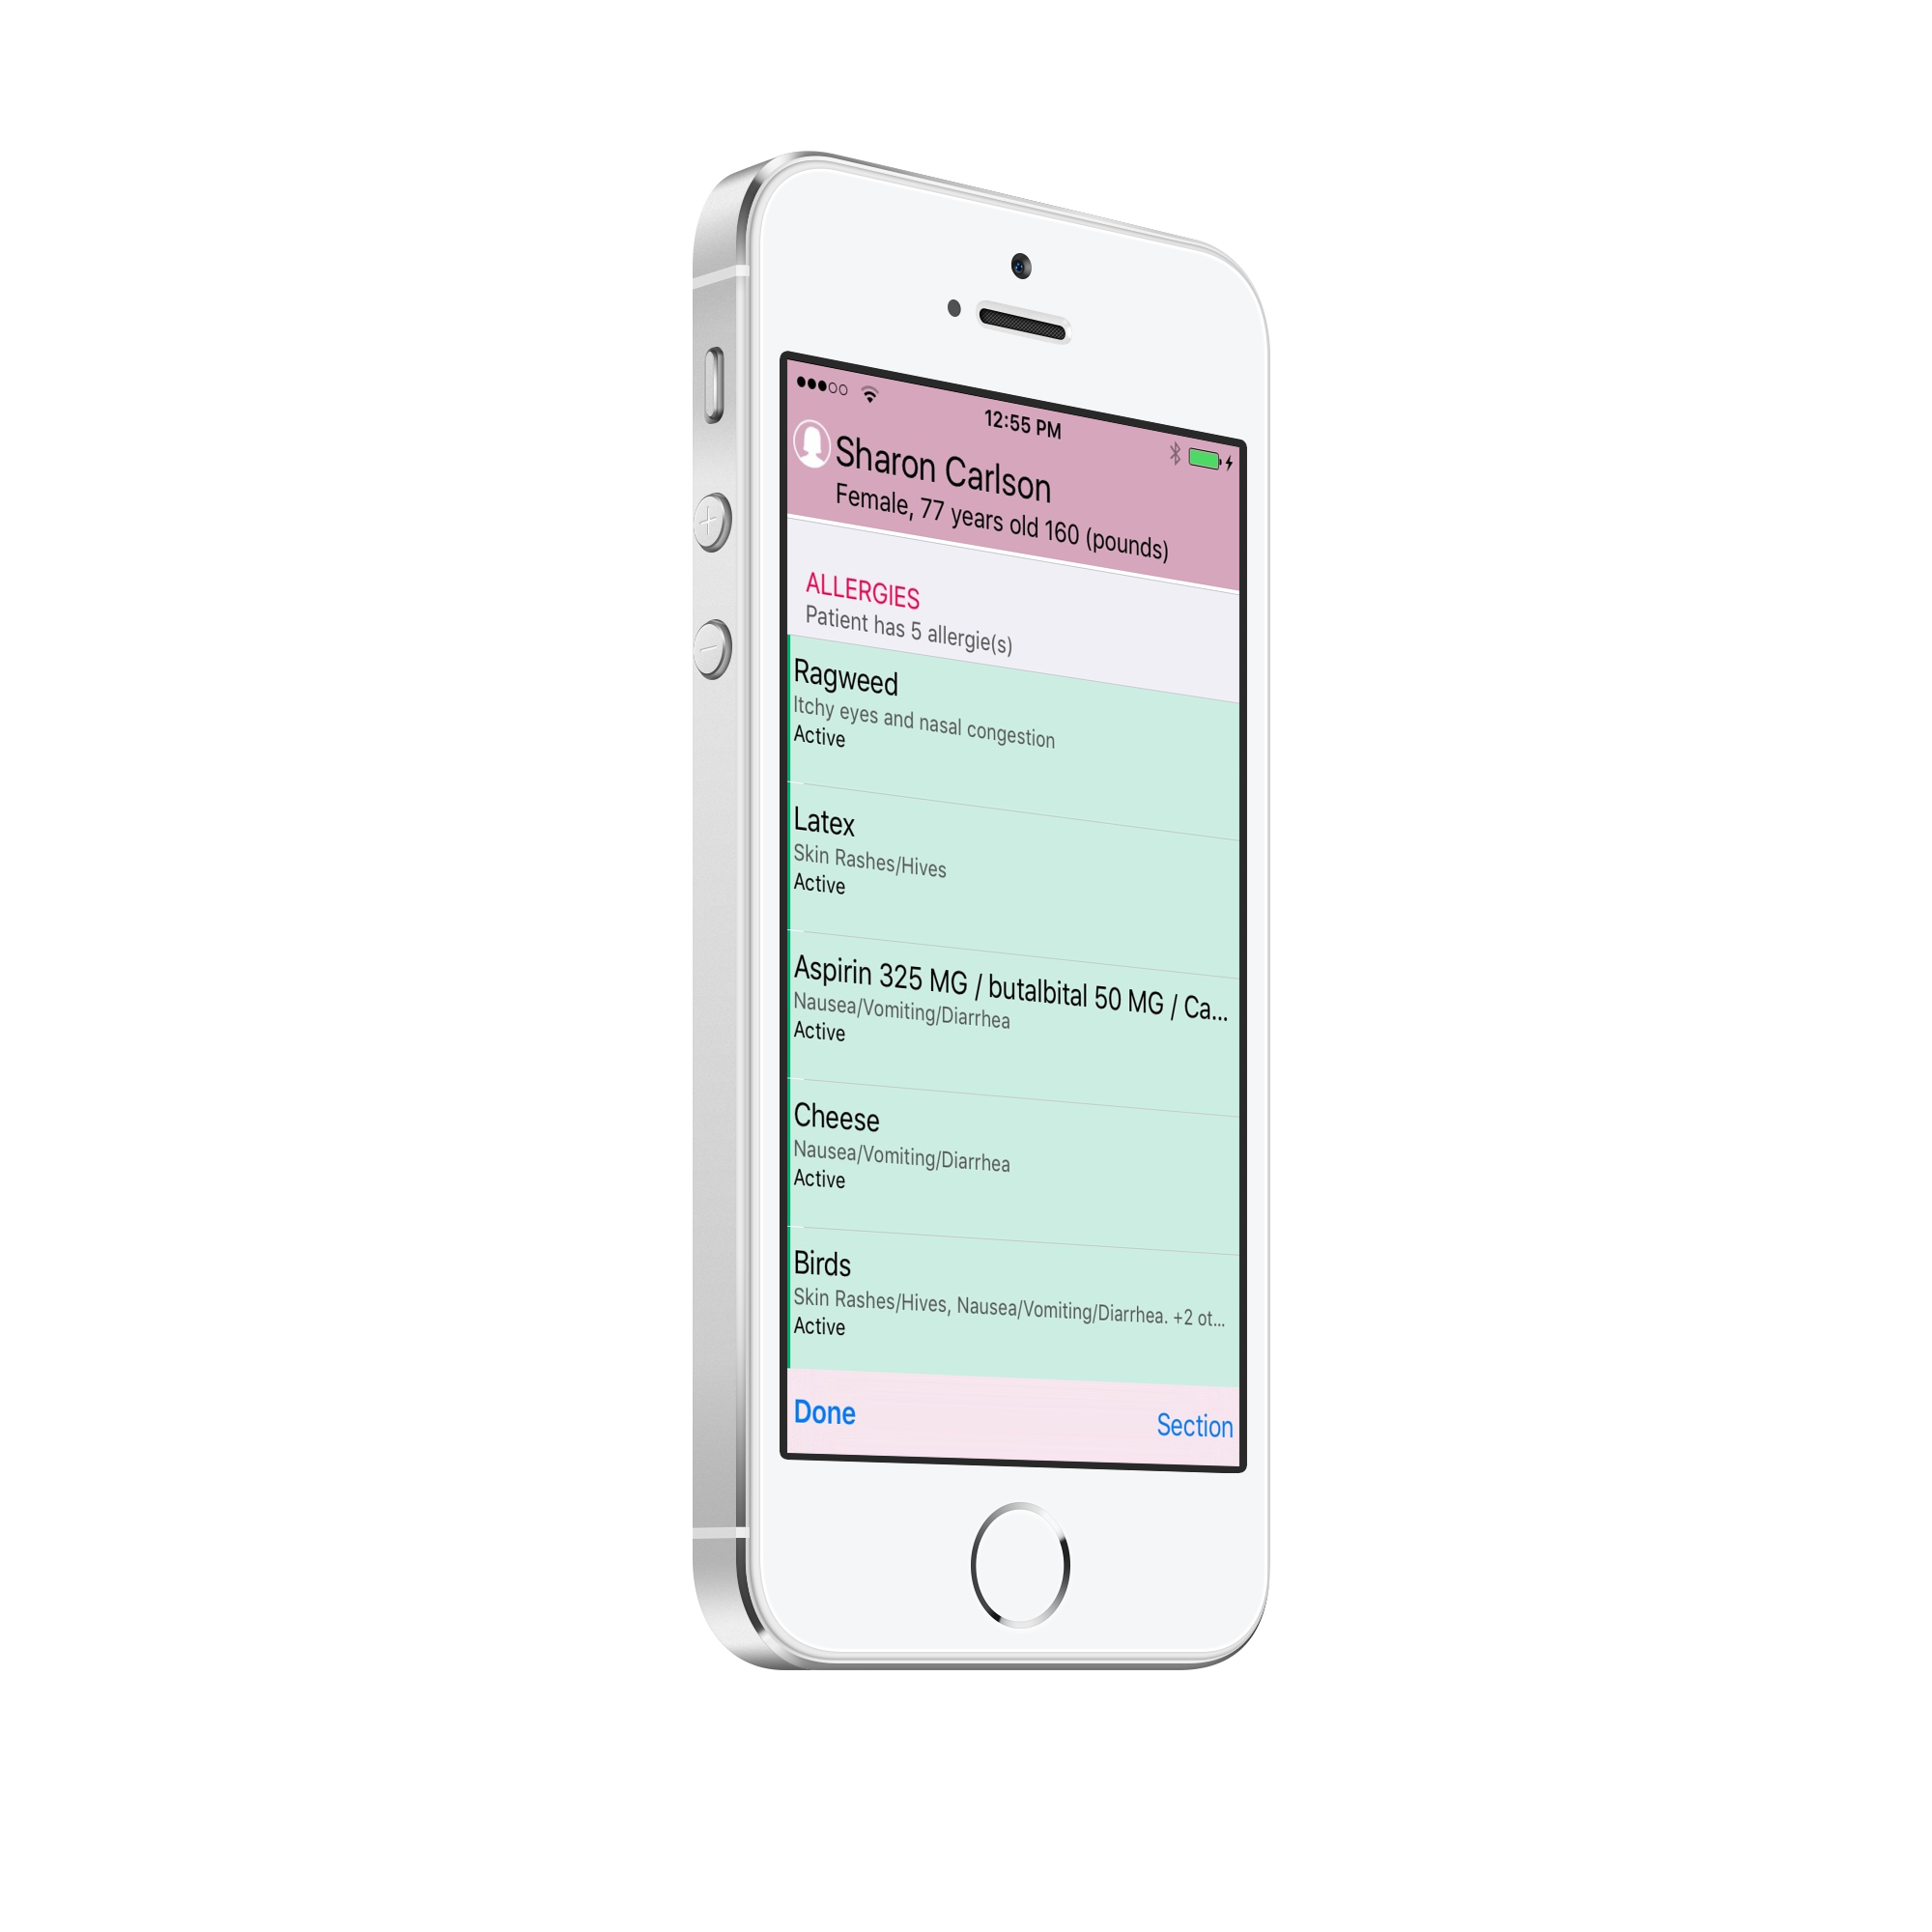 12:55 PM
Sharon Carlson
Female, 77 years old 160 (pounds)
ALLERGIES
Patient has 5 allergie(s)
Ragweed
Itchy eyes and nasal congestion
Active
Latex
Skin Rashes/Hives
Active
Aspirin 325 MG / butalbital 50 MG / Ca...
Nausea/Vomiting/Diarrhea
Active
Cheese
Nausea/Vomiting/Diarrhea
Active
Birds
Skin Rashes/Hives, Nausea/Vomiting/Diarrhea. +2 ot...
Active
Done
Section